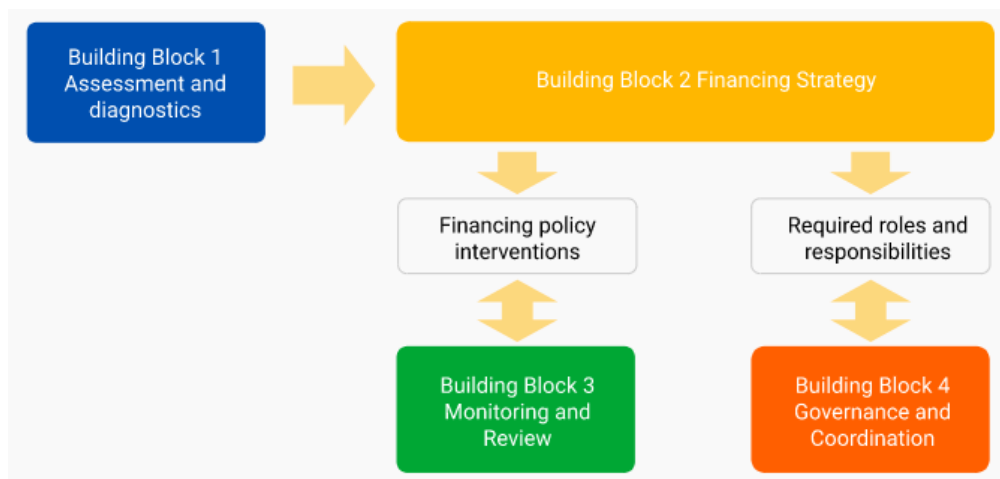 Building Block 1
Assessment and
diagnostics
Building Block 2 Financing Strategy
Financing policy
interventions
Required roles and
responsibilities
Building Block 3
Monitoring and
Review
Building Block 4
Governance and
Coordination